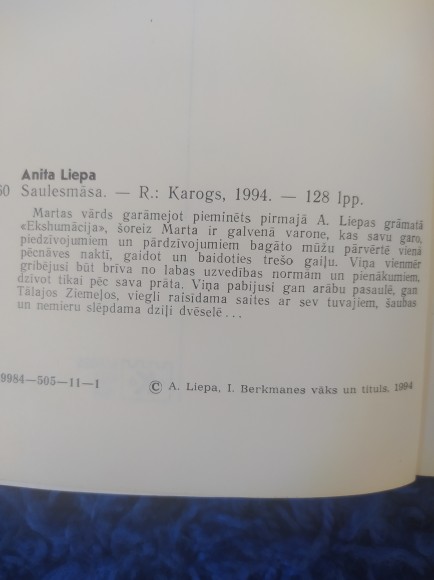 Anita Liepa
60 Saulesmāsa. — R.: Karogs, 1994. — 128 lpp.
Martas vārds garāmejot pieminēts pirmajā A. Liepas grāmatā
«Ekshumācija», šoreiz Marta ir galvenā varone, kas savu garo,
piedzīvojumiem un pārdzīvojumiem bagāto mūžu pārvērtē vienā
pēcnāves naktī, gaidot un baidoties trešo gaiļu. Viņa vienmēr
gribējusi būt brīva no labas uzvedības normām un pienākumiem,
dzīvot tikai pēc sava prāta. Viņa pabijusi gan arābu pasaulē, gan
Tālajos Ziemeļos, viegli raisīdama saites ar sev tuvajiem, šaubas
un nemieru slēpdama dziļi dvēselē ...
9984—505—11—1
© A. Liepa, I. Berkmanes vāks un tituls. 1994